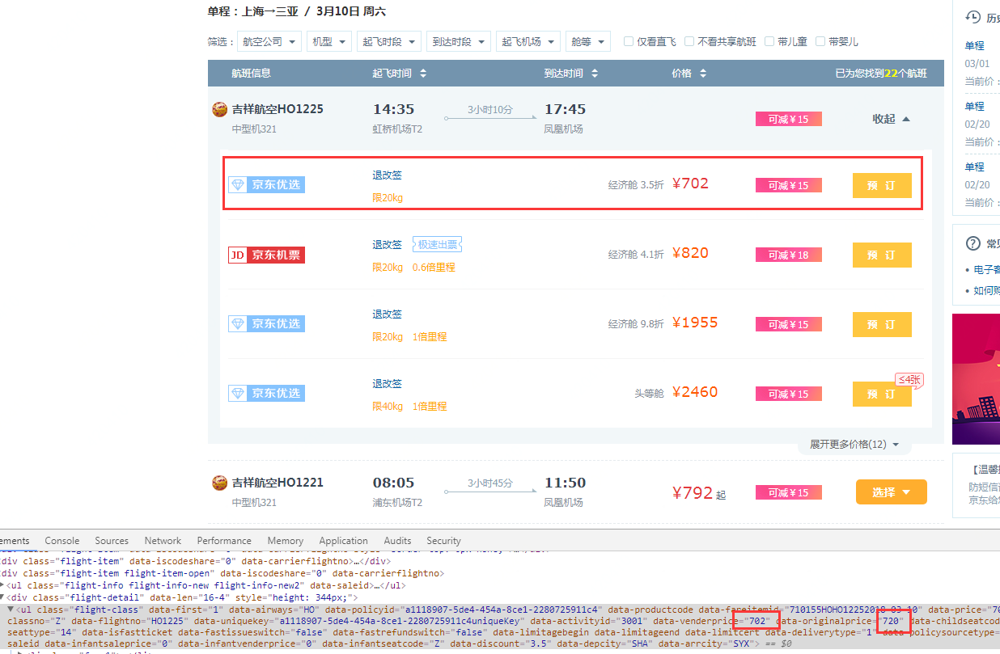 单程：上海→三亚 / 3月10日 周六
筛选： 航空公司 机型 起飞时段 到达时段 起飞机场 舱等 仅看直飞 不看共享航班 带儿童 带婴儿
航班信息 起飞时间 到达时间 价格 已为您找到22个航班
吉祥航空HO1225 14:35 3小时10分 17:45 可减￥15 收起
中型机321 虹桥机场T2 凤凰机场
京东优选 退改签 经济舱 3.5折 ¥702 可减￥15 预 订
限20kg
JD 京东机票 退改签 极速出票 经济舱 4.1折 ¥820 可减￥18 预 订
限20kg 0.6倍里程
京东优选 退改签 经济舱 9.8折 ¥1955 可减￥15 预 订
限20kg 1倍里程
≤4张
京东优选 退改签 头等舱 ¥2460 可减￥15 预 订
限40kg 1倍里程
展开更多价格(12)
吉祥航空HO1221 08:05 3小时45分 11:50 ¥792 起 可减￥15 选择
中型机321 浦东机场T2 凤凰机场
单程
03/01
当前价：
单程
02/20
当前价：
单程
02/20
当前价：
电子客
如何购
【温馨
防短信
京东给
ements Console Sources Network Performance Memory Application Audits Security
div class="flight-item" data-iscodeshare="0" data-carrierflightno>…</div>
div class="flight-item flight-item-open" data-iscodeshare="0" data-carrierflightno>
<ul class="flight-info flight-info-new flight-info-new2" data-saleid>…</ul>
<div class="flight-detail" data-len="16-4" style="height: 344px;">
<ul class="flight-class" data-first="1" data-airways="HO" data-policyid="a1118907-5de4-454a-8ce1-2280725911c4" data-productcode data-fareitemid="710155HOHO12252018-03-10" data-price="70
classno="Z" data-flightno="HO1225" data-uniquekey="a1118907-5de4-454a-8ce1-2280725911c4uniqueKey" data-activityid="3001" data-venderprice="702" data-originalprice="720" data-childseatcod
seattype="14" data-isfastticket data-fastissueswitch="false" data-fastrefundswitch="false" data-limitagebegin data-limitageend data-limitcert data-deliverytype="1" data-policysourcetype=
saleid data-infantsaleprice="0" data-infantvenderprice="0" data-infantseatcode="Z" data-discount="3.5" data-depcity="SHA" data-arrcity="SYX"> == $0